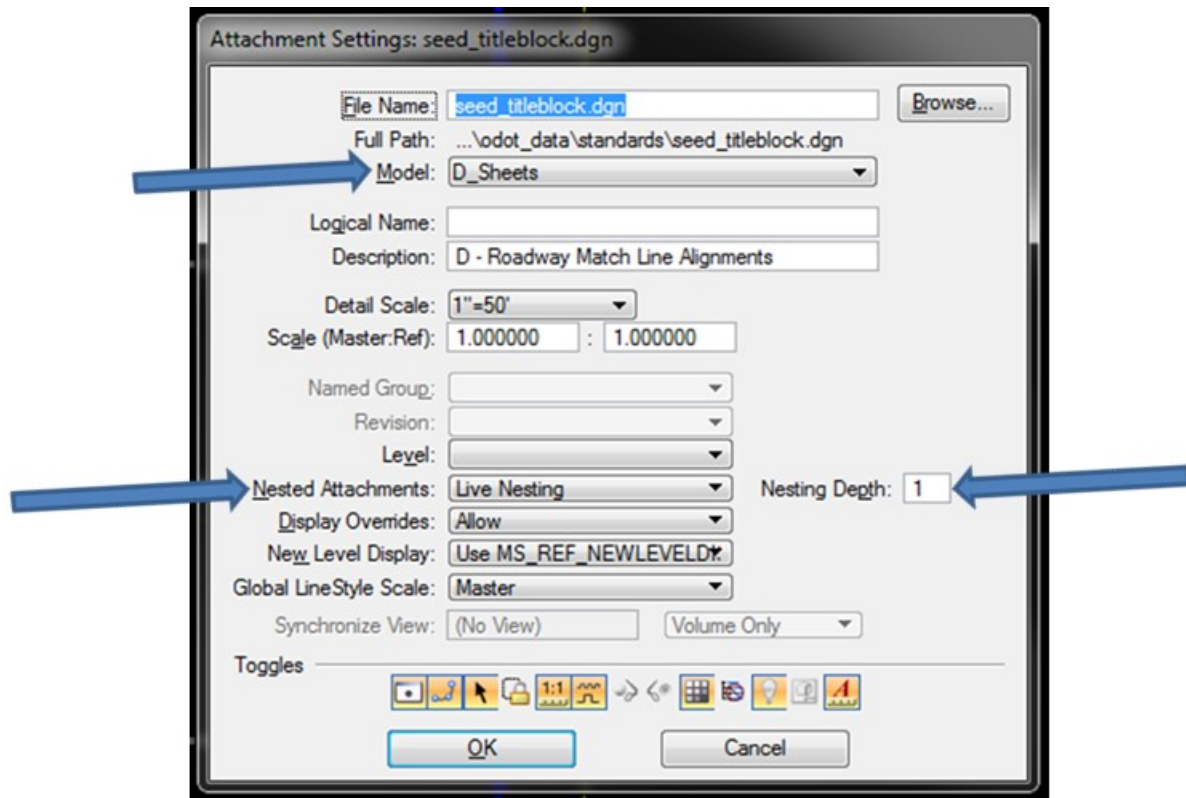 Attachment Settings: seed_titleblock.dgn
File Name: seed_titleblock.dgn Browse...
Full Path: ...\odot_data\standards\seed_titleblock.dgn
Model: D_Sheets
Logical Name:
Description: D - Roadway Match Line Alignments
Detail Scale: 1"=50'
Scale (Master:Ref): 1.000000 : 1.000000
Named Group:
Revision:
Level:
Nested Attachments: Live Nesting Nesting Depth: 1
Display Overrides: Allow
New Level Display: Use MS_REF_NEWLEVELDI
Global LineStyle Scale: Master
Synchronize View: (No View) Volume Only
Toggles
1:1 A
OK Cancel